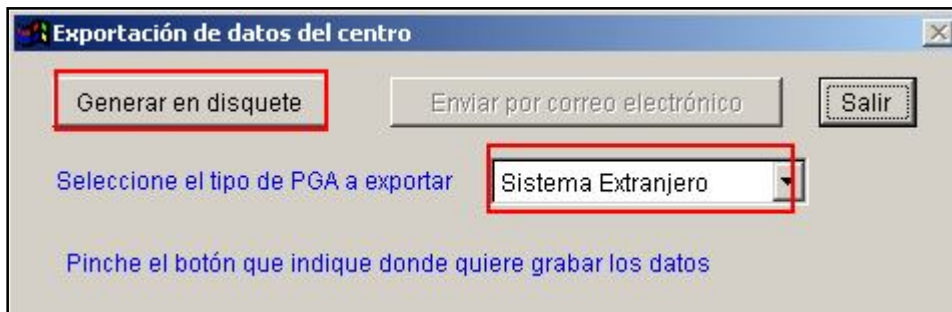 Exportación de datos del centro
Generar en disquete Enviar por correo electrónico Salir
Seleccione el tipo de PGA a exportar Sistema Extranjero
Pinche el botón que indique donde quiere grabar los datos